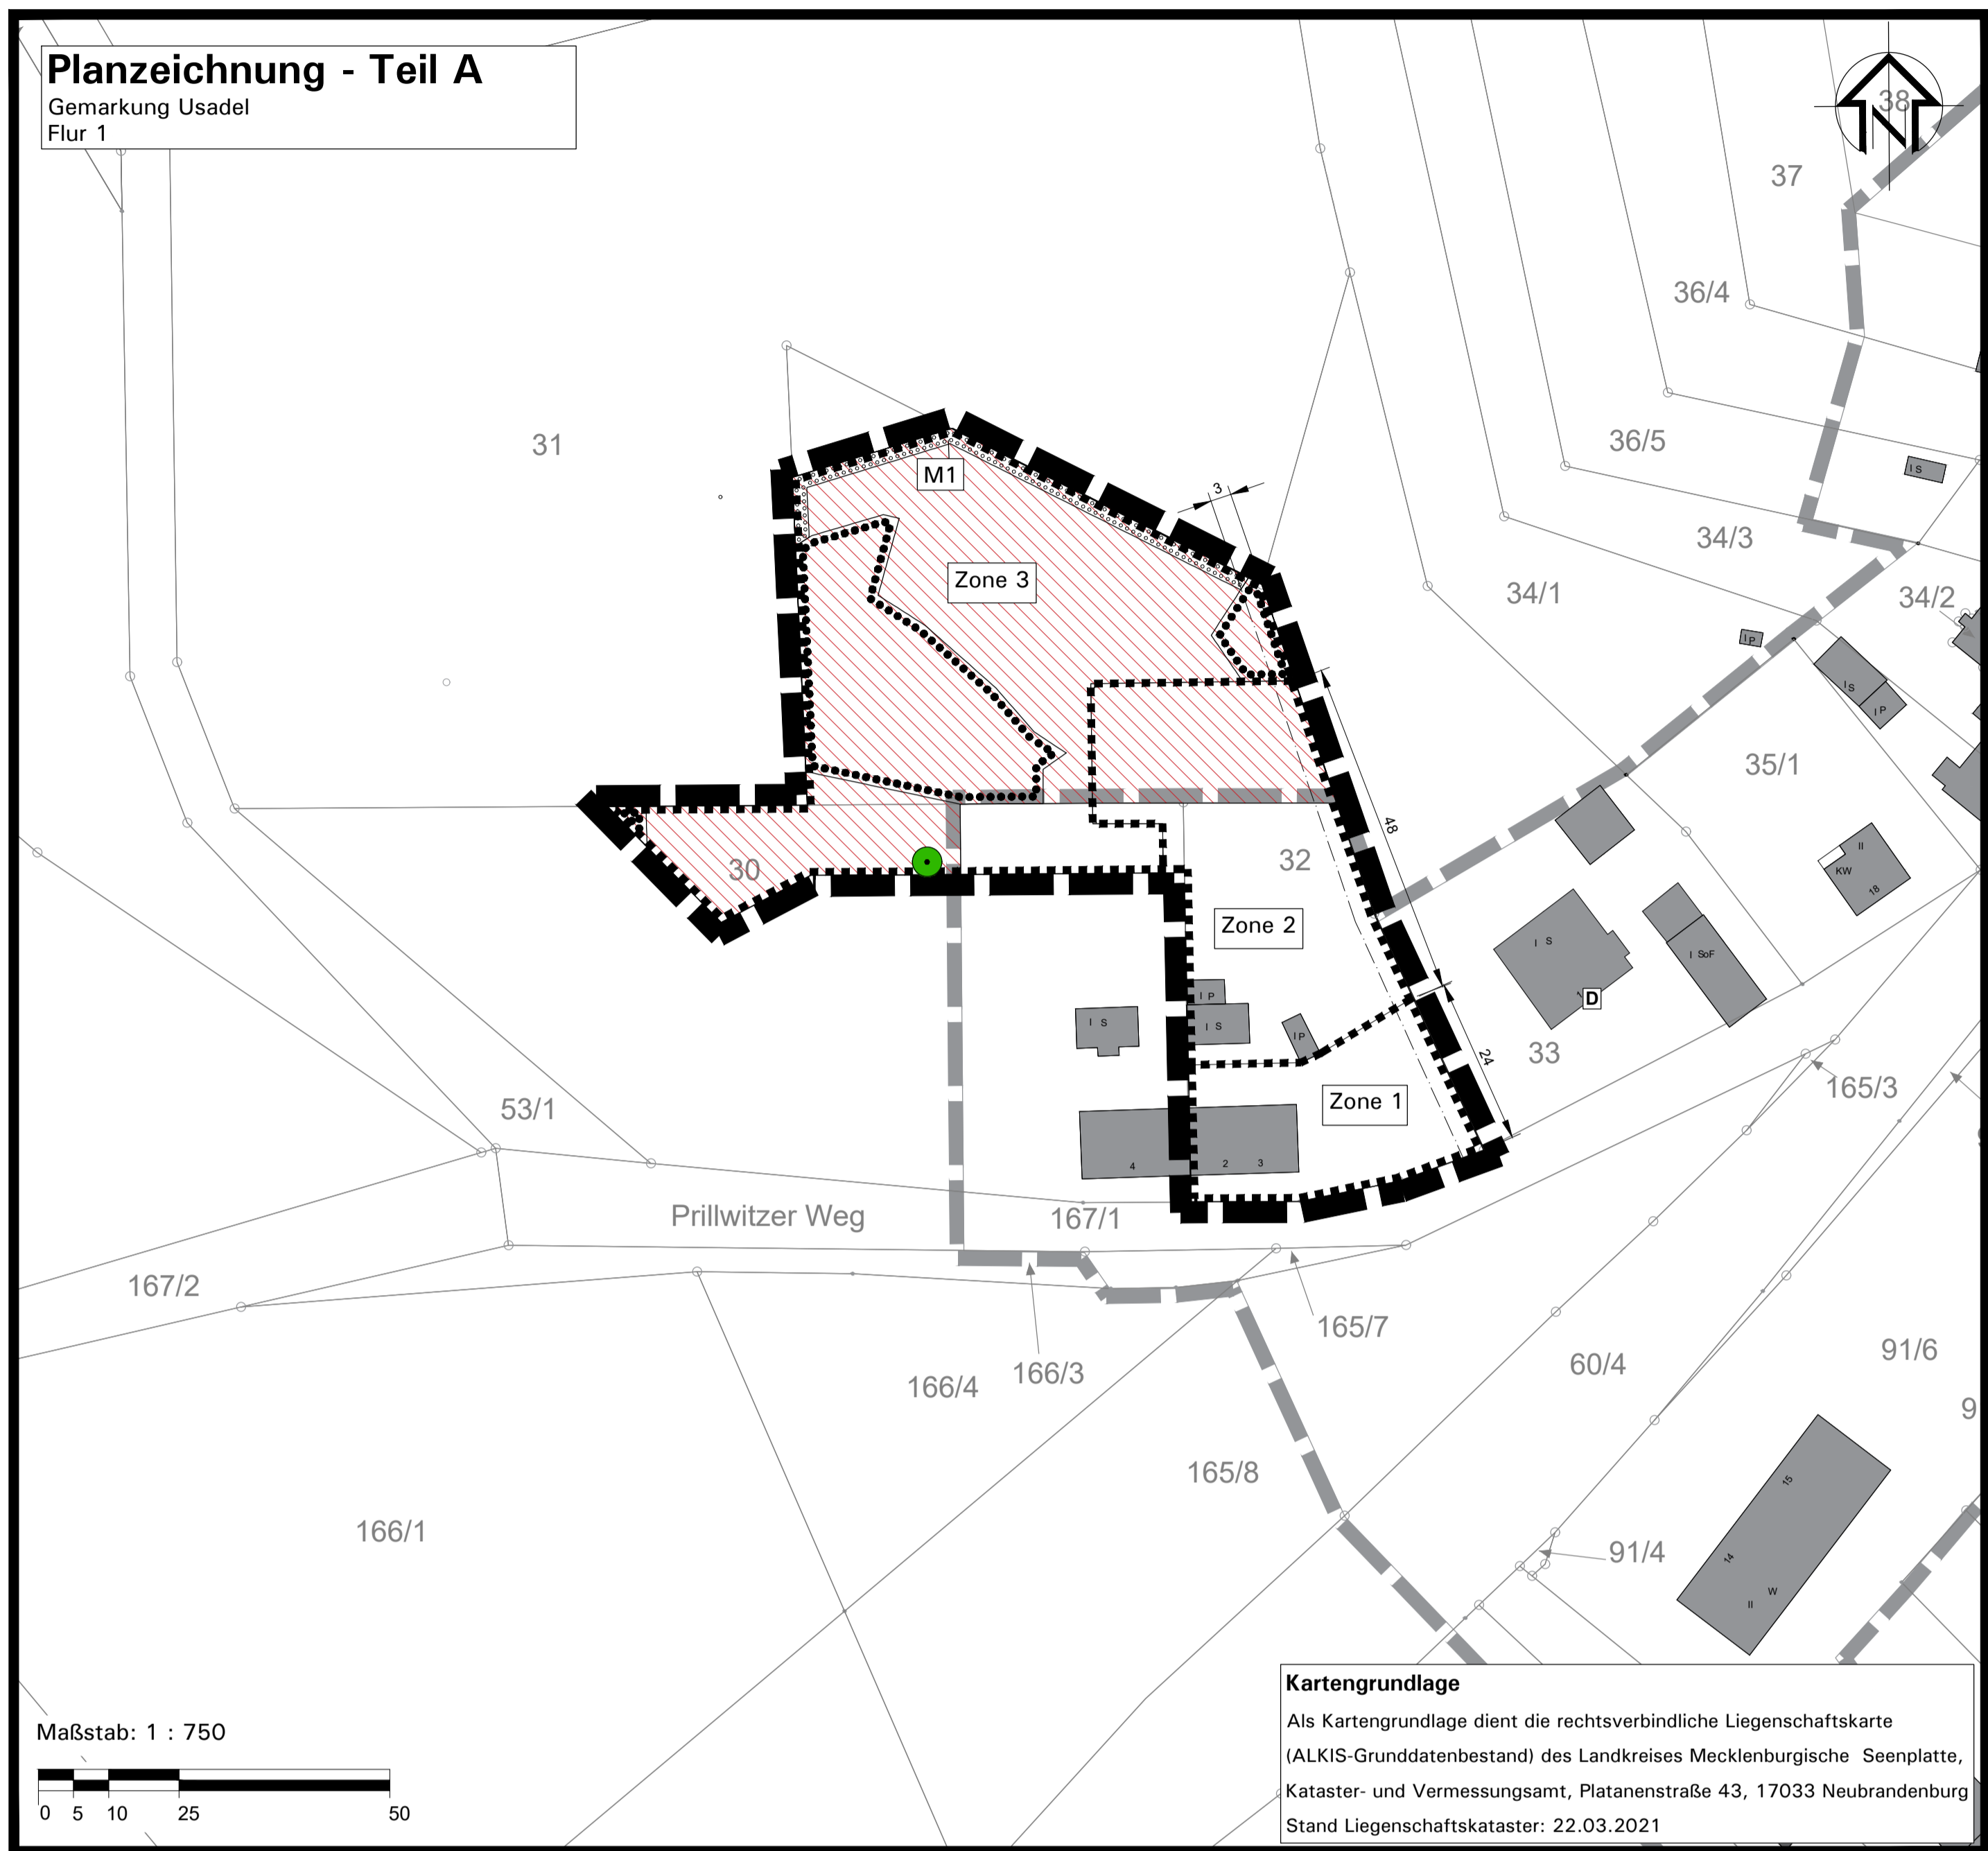 Planzeichnung - Teil A
Gemarkung Usadel
Flur 1
38
N
37
36/4
31
36/5
I S
M1
3
34/3
Zone 3
34/1
34/2
I P
I S
I P
35/1
48
30
32
II
KW
18
Zone 2
I S
I SoF
I P
1
D
I S
I S
I P
33
24
165/3
53/1
Zone 1
4
2
3
Prillwitzer Weg
167/1
167/2
165/7
91/6
166/3
60/4
166/4
9
165/8
15
166/1
91/4
14
W
II
Kartengrundlage
Als Kartengrundlage dient die rechtsverbindliche Liegenschaftskarte
(ALKIS-Grunddatenbestand) des Landkreises Mecklenburgische Seenplatte,
Kataster- und Vermessungsamt, Platanenstraße 43, 17033 Neubrandenburg
Stand Liegenschaftskataster: 22.03.2021
Maßstab: 1 : 750
0 5 10 25 50